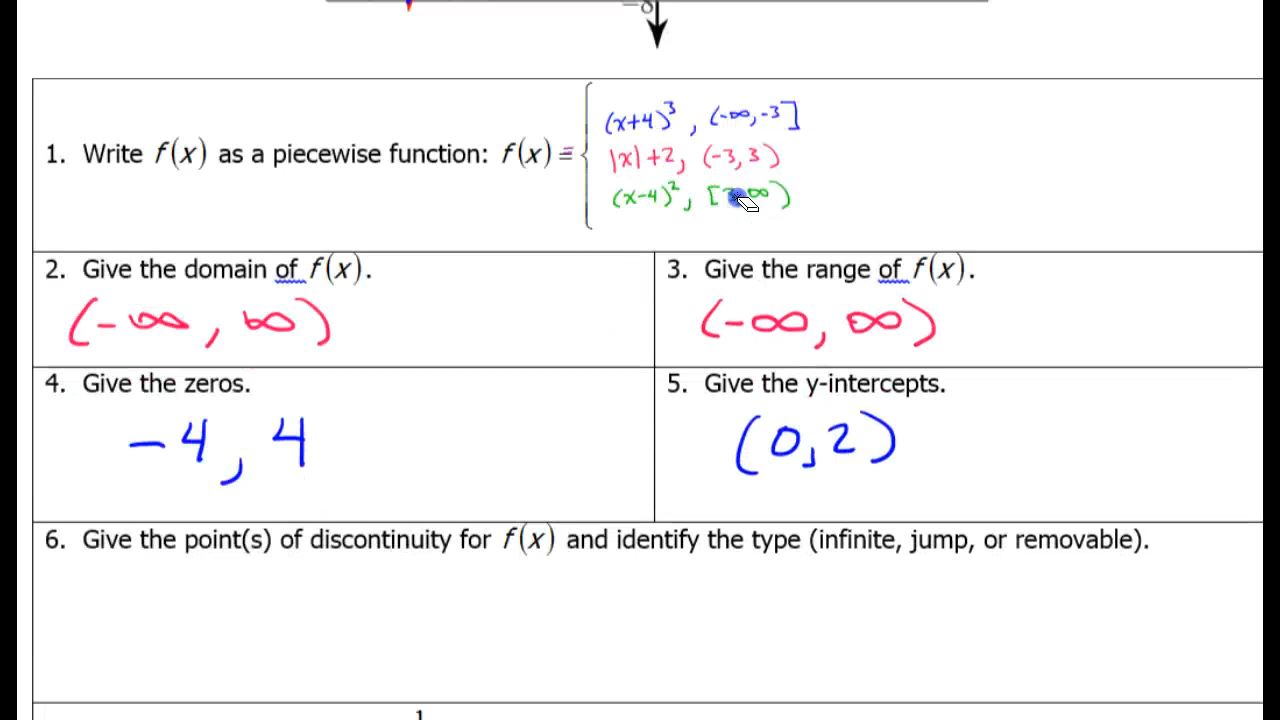 -8
1. Write f(x) as a piecewise function: f(x) =
(x+4)³, (-∞, -3]
|x|+2, (-3, 3)
(x-4)², [ ∞)
2. Give the domain of f(x).
(-∞, ∞)
3. Give the range of f(x).
(-∞, ∞)
4. Give the zeros.
-4, 4
5. Give the y-intercepts.
(0, 2)
6. Give the point(s) of discontinuity for f(x) and identify the type (infinite, jump, or removable).
1